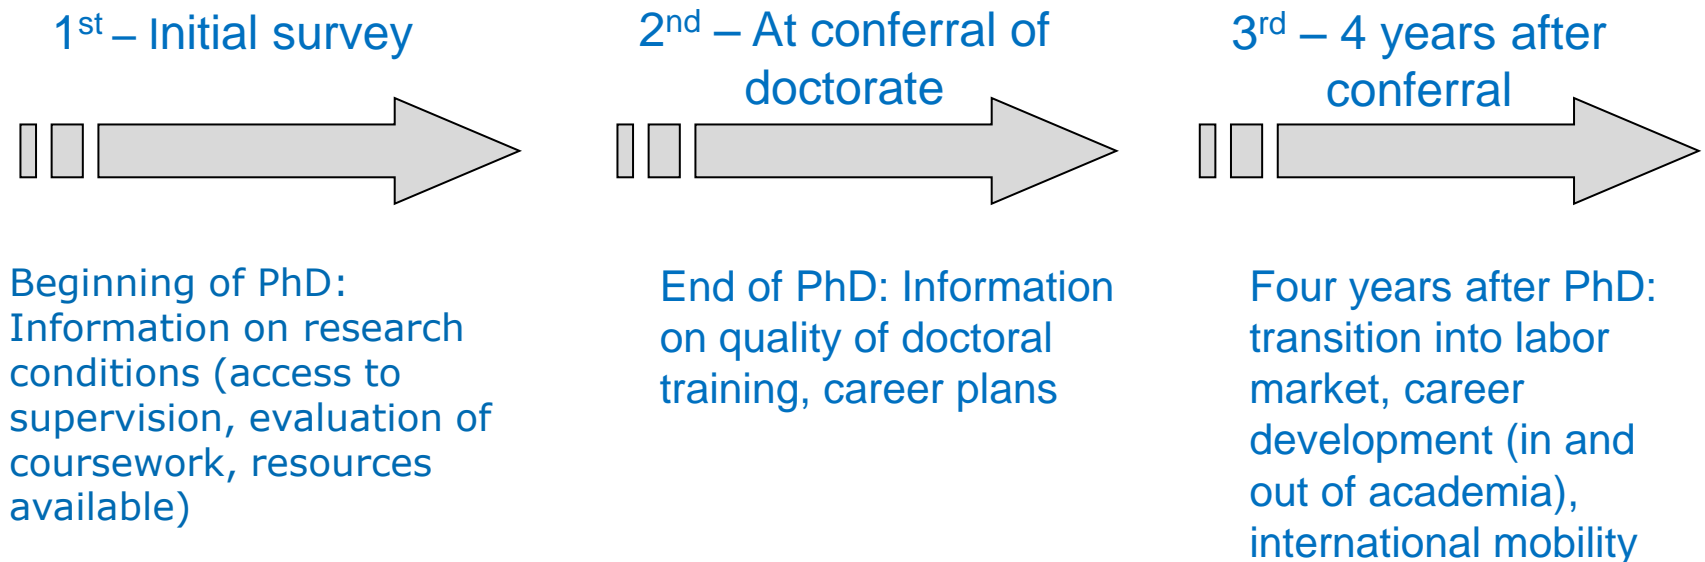 1st – Initial survey
2nd – At conferral of
doctorate
3rd – 4 years after
conferral
Beginning of PhD:
Information on research
conditions (access to
supervision, evaluation of
coursework, resources
available)
End of PhD: Information
on quality of doctoral
training, career plans
Four years after PhD:
transition into labor
market, career
development (in and
out of academia),
international mobility